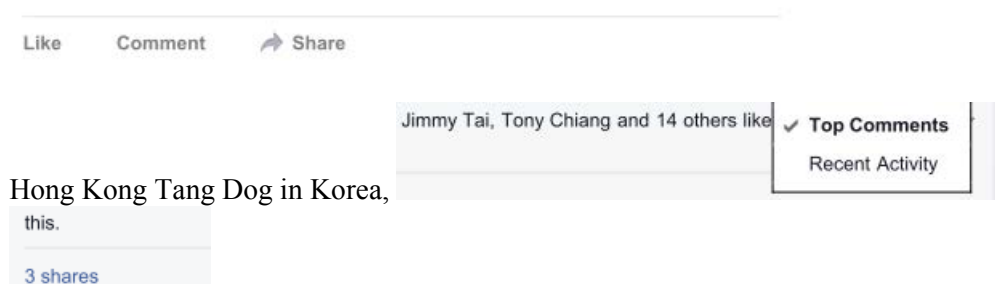 Like Comment Share
Jimmy Tai, Tony Chiang and 14 others like
✓ Top Comments
Recent Activity
Hong Kong Tang Dog in Korea,
this.
3 shares